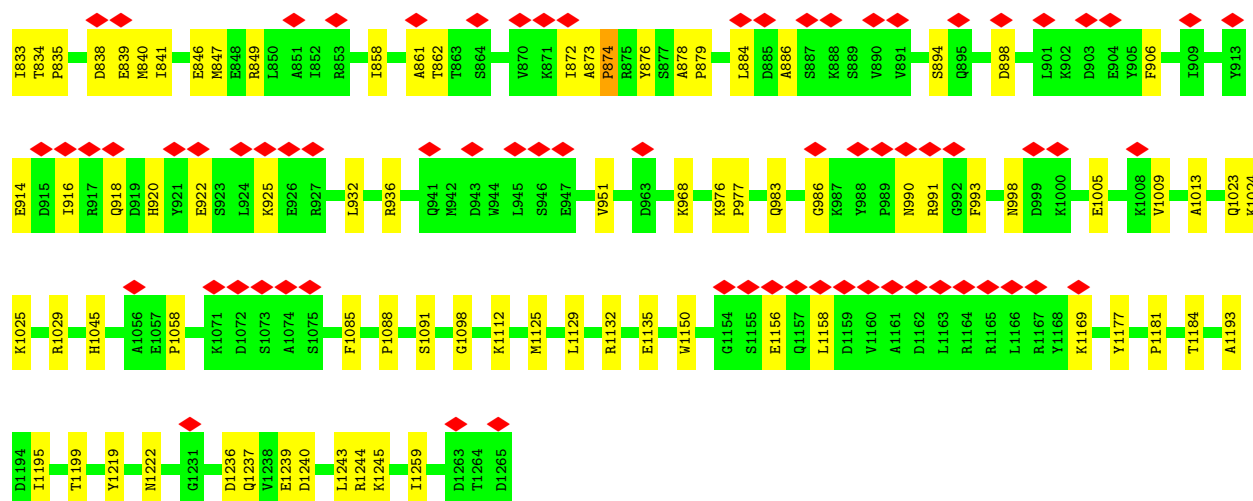 I833 T834 P835 D838 E839 M840 I841 E846 M847 E848 R849 L850 A851 I852 R853 I858 A861 T862 T863 S864 V870 K871 I872 A873 P874 R875 Y876 S877 A878 P879 L884 D885 A886 S887 K888 S889 V890 V891 S894 Q895 D898 L901 K902 D903 E904 Y905 F906 I909 Y913
E914 D915 I916 R917 Q918 D919 H920 Y921 E922 S923 L924 K925 E926 R927 L932 R936 Q941 M942 D943 W944 L945 S946 E947 V951 D963 K968 K976 P977 Q983 G986 K987 Y988 P989 N990 R991 G992 F993 N998 D999 K1000 E1005 K1008 V1009 A1013 Q1023 K1024
K1025 R1029 H1045 A1056 E1057 P1058 K1071 D1072 S1073 A1074 S1075 F1085 P1088 S1091 G1098 K1112 M1125 L1129 R1132 E1135 W1150 G1154 S1155 E1156 Q1157 L1158 D1159 V1160 A1161 D1162 L1163 R1164 R1165 L1166 R1167 Y1168 K1169 Y1177 P1181 T1184 A1193
D1194 I1195 T1199 Y1219 N1222 G1231 D1236 Q1237 V1238 E1239 D1240 L1243 R1244 K1245 I1259 D1263 T1264 D1265